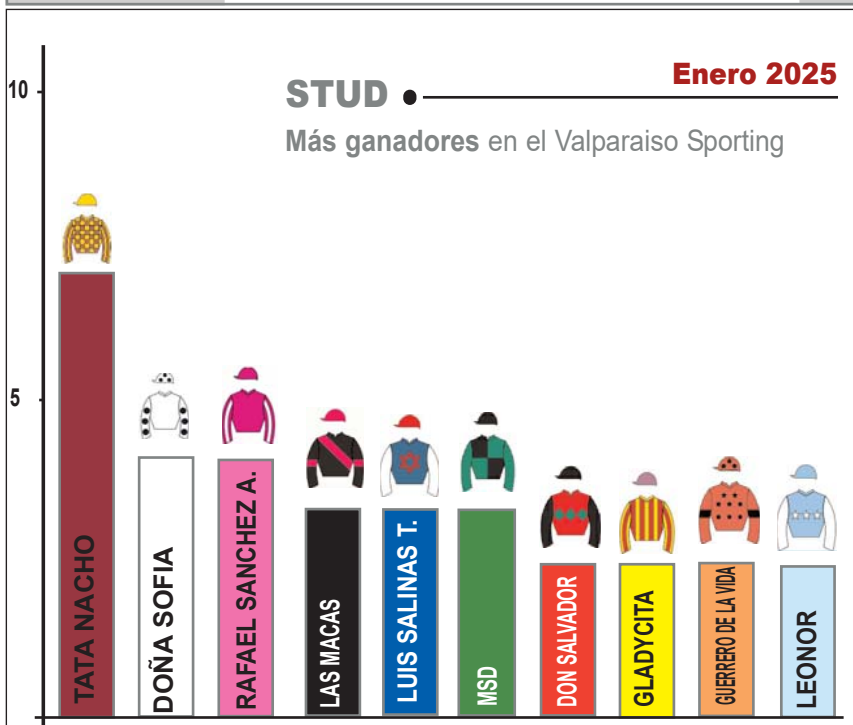 10
Enero 2025
STUD
Más ganadores en el Valparaiso Sporting
5
TATA NACHO
DOÑA SOFIA
RAFAEL SANCHEZ A.
LAS MACAS
LUIS SALINAS T.
MSD
DON SALVADOR
GLADYCITA
GUERRERO DE LA VIDA
LEONOR